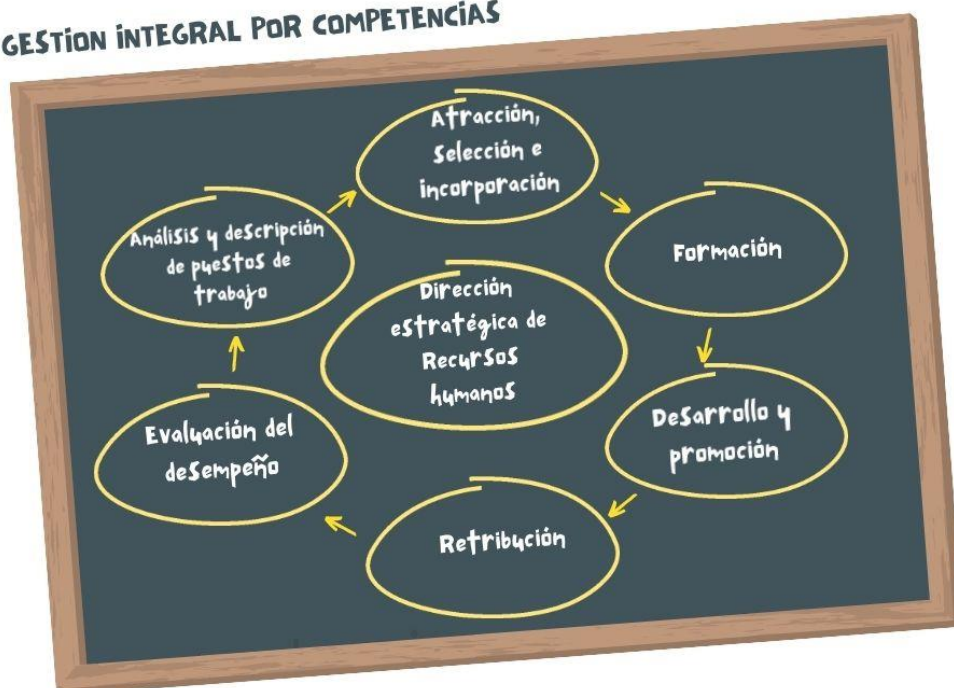 GESTION INTEGRAL POR COMPETENCIAS
Atracción,
Selección e
incorporación
Formación
Desarrollo y
promoción
Retribución
Evaluación del
desempeño
Análisis y descripción
de puestos de
trabajo
Dirección
estratégica de
Recursos
humanos